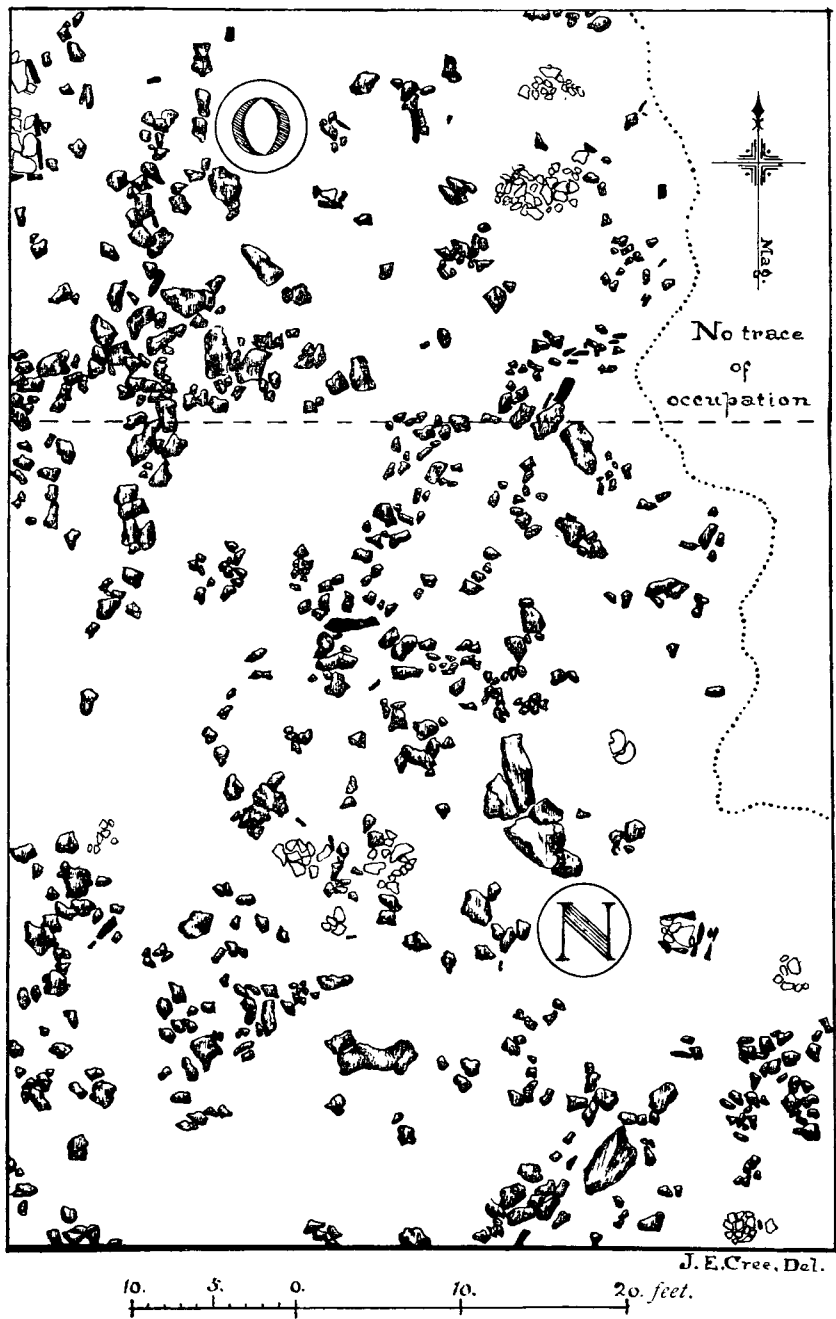 O
Mag.
No trace
of
occupation
N
J. E. Cree, Del.
10. 5. 0. 10. 20. feet.